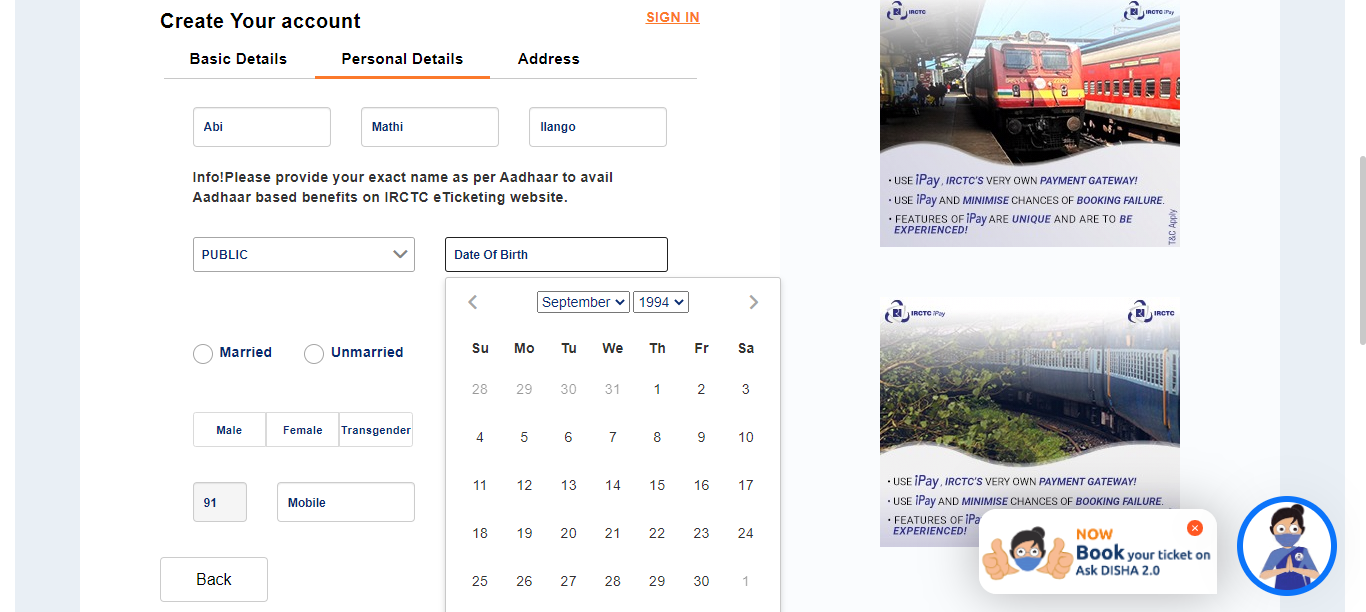 Create Your account
SIGN IN
Basic Details
Personal Details
Address
Abi
Mathi
Ilango
Info!Please provide your exact name as per Aadhaar to avail
Aadhaar based benefits on IRCTC eTicketing website.
PUBLIC
Date Of Birth
September 1994
Su Mo Tu We Th Fr Sa
28 29 30 31 1 2 3
4 5 6 7 8 9 10
11 12 13 14 15 16 17
18 19 20 21 22 23 24
25 26 27 28 29 30 1
Married
Unmarried
Male
Female
Transgender
91
Mobile
Back
IRCTC
IRCTC iPay
• USE iPay, IRCTC'S VERY OWN PAYMENT GATEWAY!
• USE iPay AND MINIMISE CHANCES OF BOOKING FAILURE.
• FEATURES OF iPay ARE UNIQUE AND ARE TO BE
EXPERIENCED!
T&C Apply
IRCTC iPay
IRCTC
• USE iPay, IRCTC'S VERY OWN PAYMENT GATEWAY!
• USE iPay AND MINIMISE CHANCES OF BOOKING FAILURE.
• FEATURES OF iPa
EXPERIENCED!
NOW
Book your ticket on
Ask DISHA 2.0